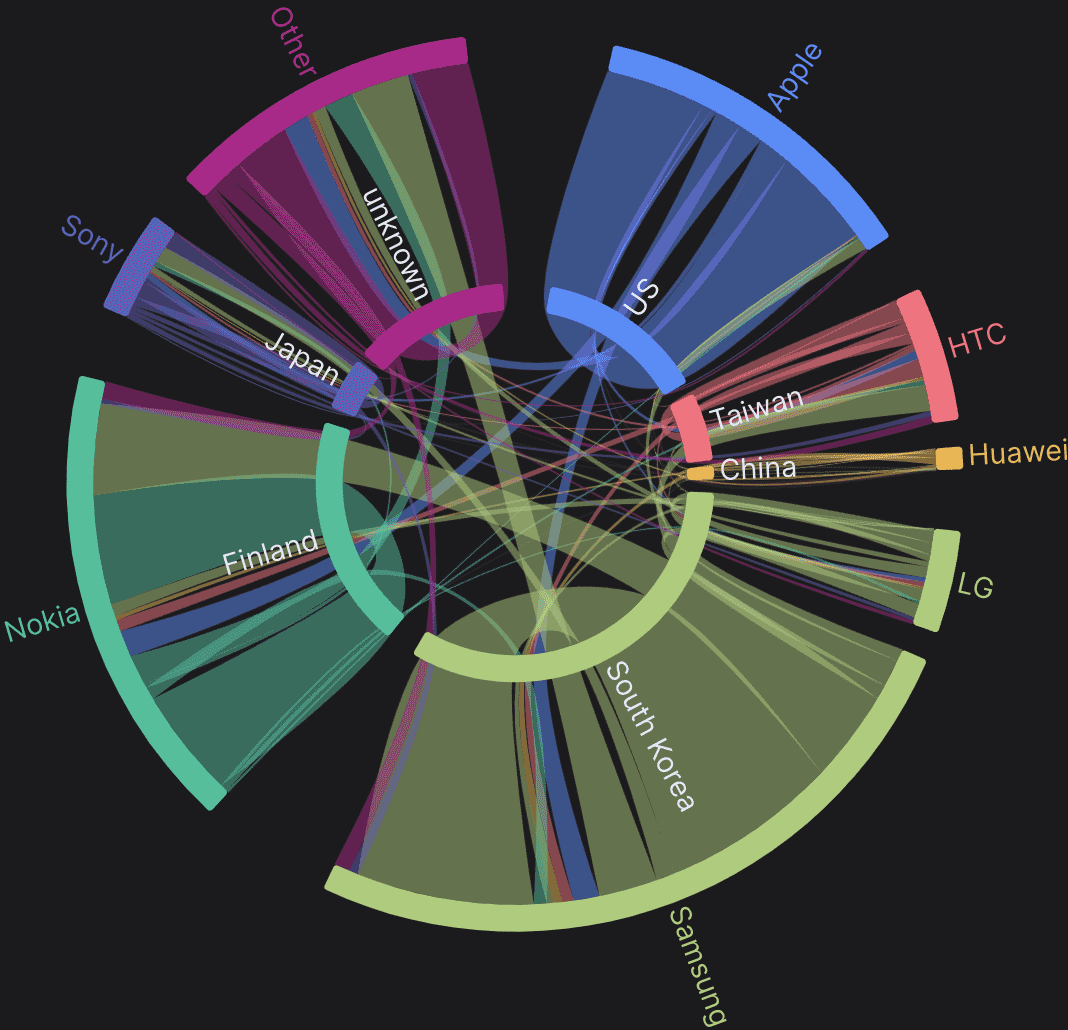 Other
Apple
unknown
Sony
US
Japan
HTC
Taiwan
Huawei
China
Finland
LG
Nokia
South Korea
Samsung